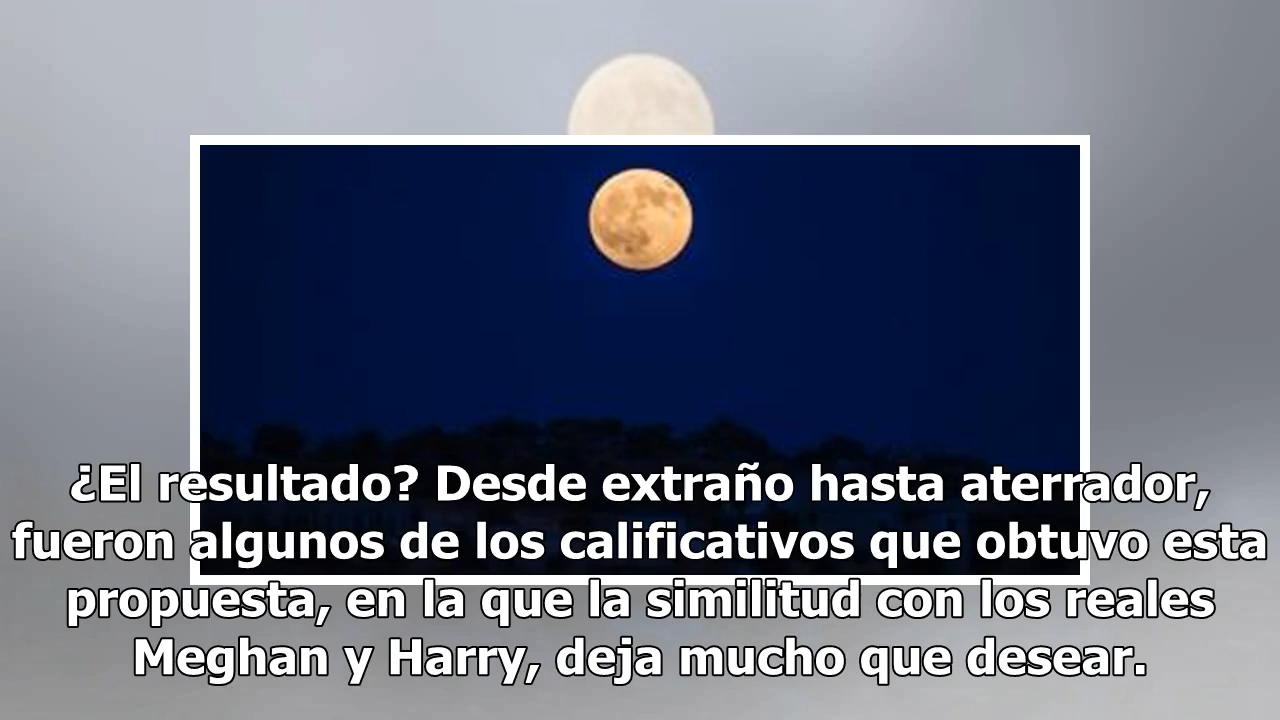 ¿El resultado? Desde extraño hasta aterrador,
fueron algunos de los calificativos que obtuvo esta
propuesta, en la que la similitud con los reales
Meghan y Harry, deja mucho que desear.